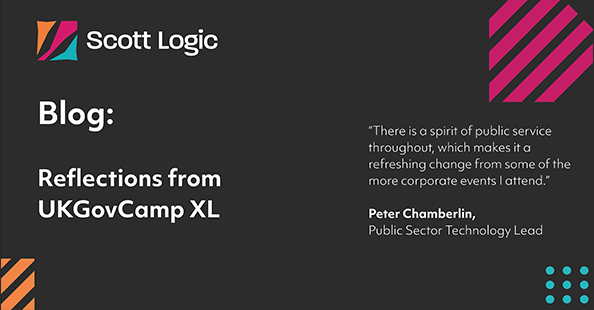 Scott Logic
Blog:
Reflections from
UKGovCamp XL
“There is a spirit of public service
throughout, which makes it a
refreshing change from some of the
more corporate events I attend.”
Peter Chamberlin,
Public Sector Technology Lead